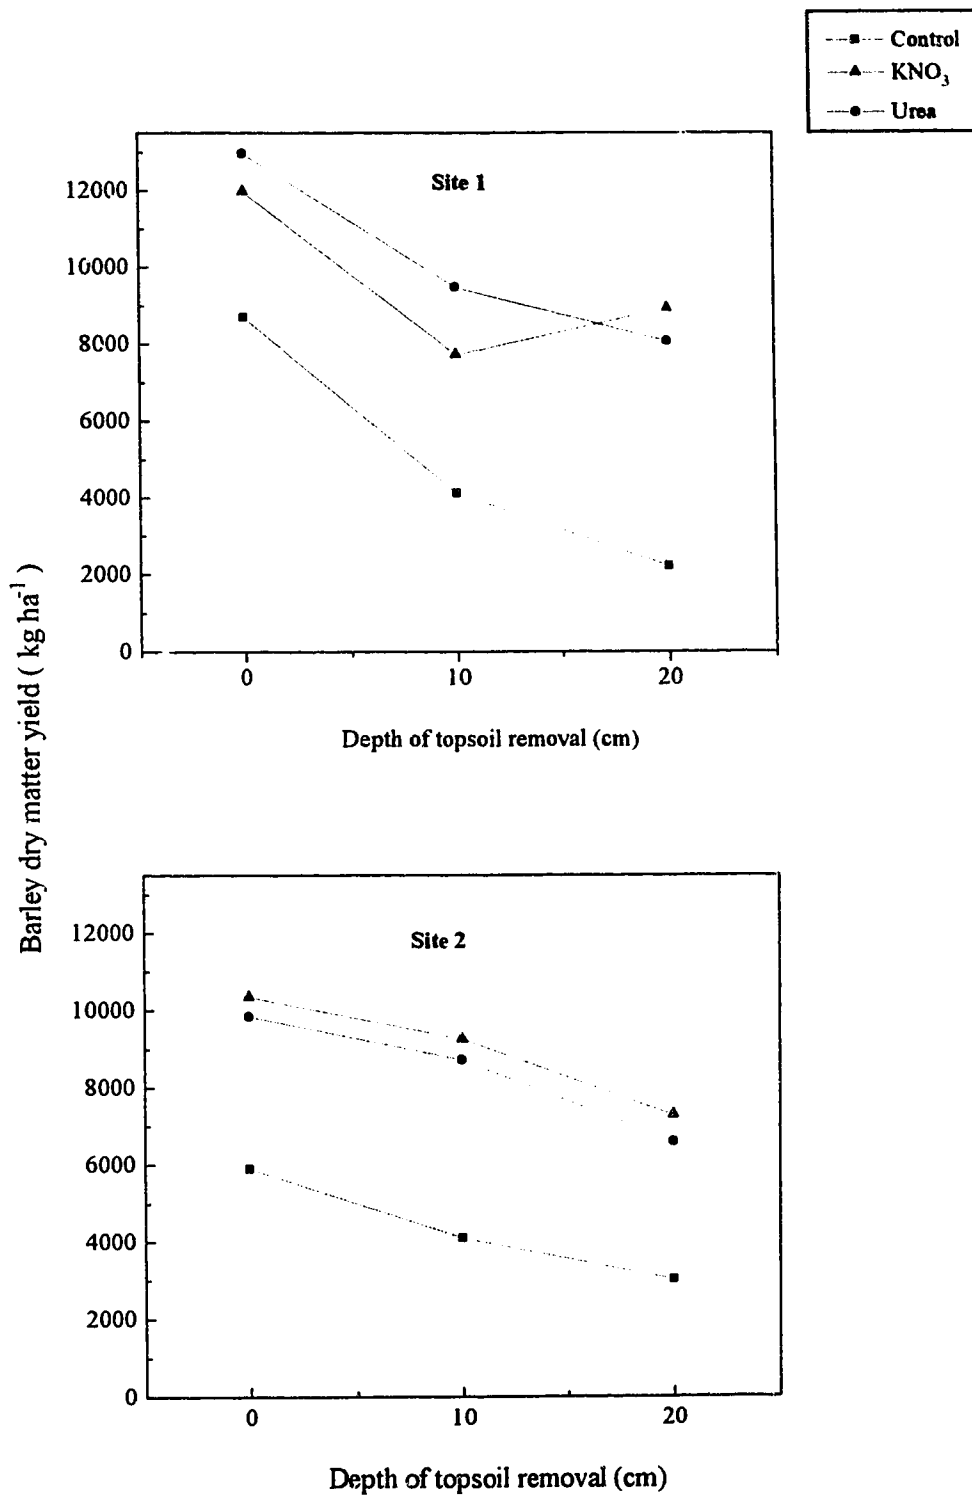 Control
KNO₃
Urea
Site 1
12000
10000
8000
6000
4000
2000
0
0 10 20
Depth of topsoil removal (cm)
Barley dry matter yield ( kg ha⁻¹ )
Site 2
12000
10000
8000
6000
4000
2000
0
0 10 20
Depth of topsoil removal (cm)